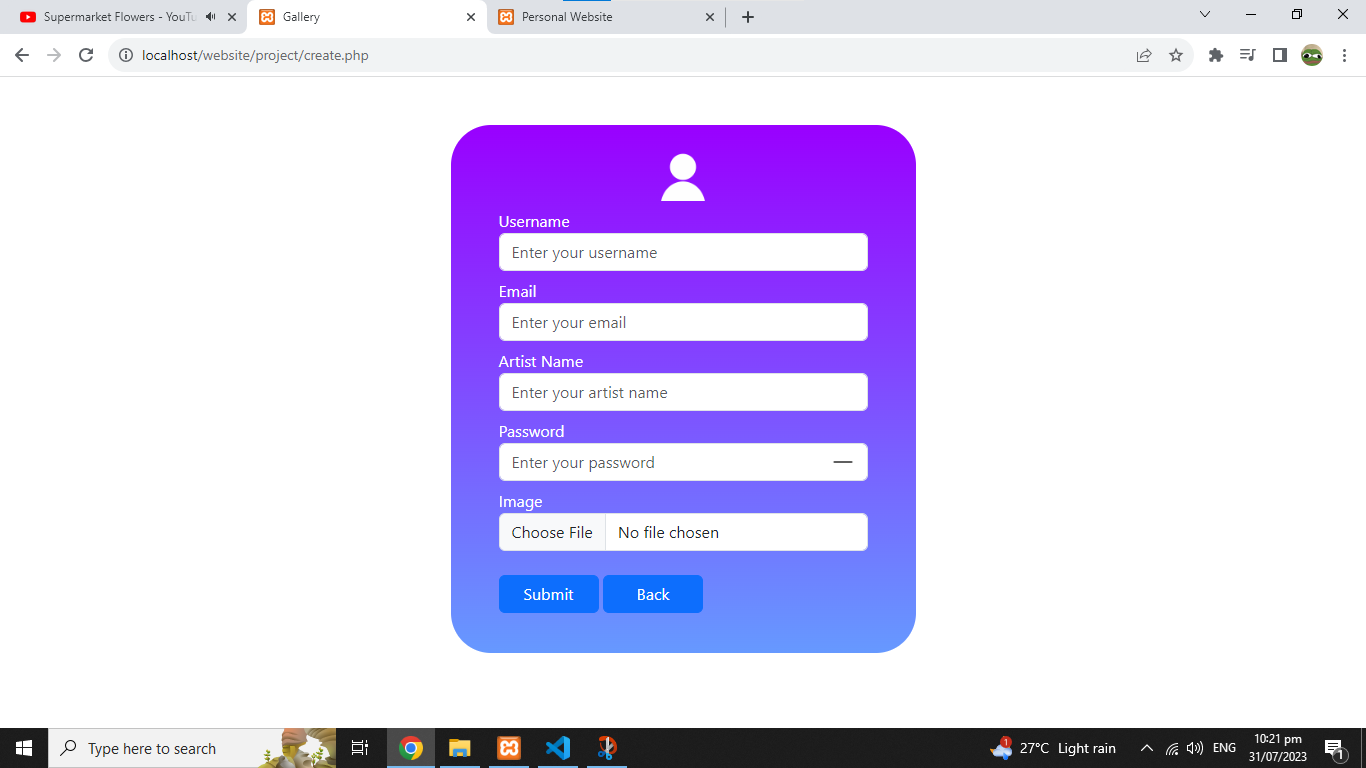 Supermarket Flowers - YouTu
Gallery
Personal Website
localhost/website/project/create.php
Username
Enter your username
Email
Enter your email
Artist Name
Enter your artist name
Password
Enter your password
Image
Choose File No file chosen
Submit Back
Type here to search
1
27°C Light rain
ENG
10:21 pm
31/07/2023
1